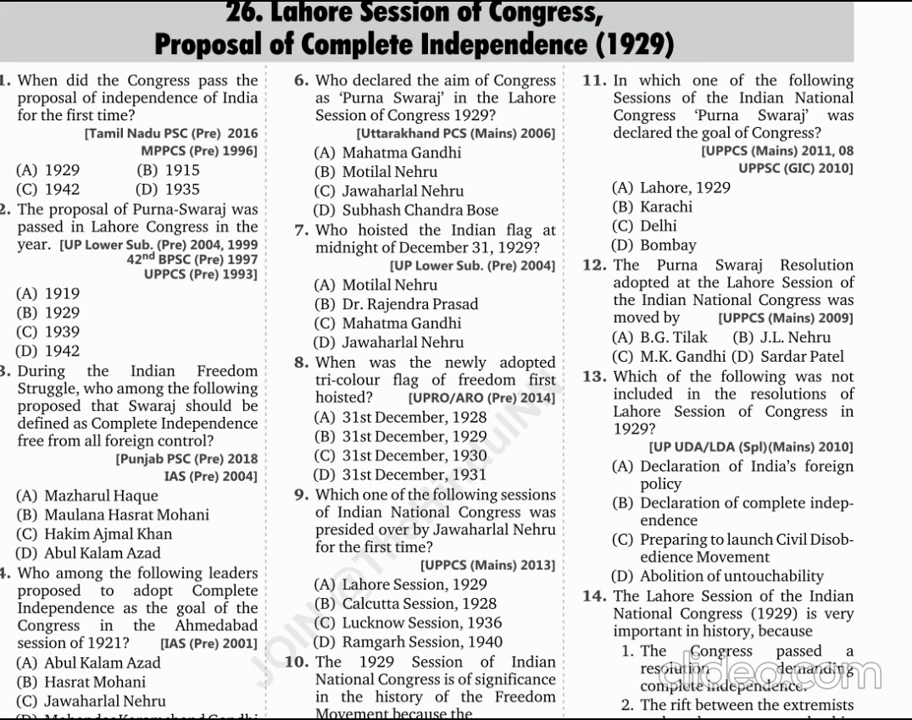 26. Lahore Session of Congress,
Proposal of Complete Independence (1929)
1. When did the Congress pass the
proposal of independence of India
for the first time?
[Tamil Nadu PSC (Pre) 2016
MPPCS (Pre) 1996]
(A) 1929 (B) 1915
(C) 1942 (D) 1935
2. The proposal of Purna-Swaraj was
passed in Lahore Congress in the
year. [UP Lower Sub. (Pre) 2004, 1999
42nd BPSC (Pre) 1997
UPPCS (Pre) 1993]
(A) 1919
(B) 1929
(C) 1939
(D) 1942
3. During the Indian Freedom
Struggle, who among the following
proposed that Swaraj should be
defined as Complete Independence
free from all foreign control?
[Punjab PSC (Pre) 2018
IAS (Pre) 2004]
(A) Mazharul Haque
(B) Maulana Hasrat Mohani
(C) Hakim Ajmal Khan
(D) Abul Kalam Azad
4. Who among the following leaders
proposed to adopt Complete
Independence as the goal of the
Congress in the Ahmedabad
session of 1921? [IAS (Pre) 2001]
(A) Abul Kalam Azad
(B) Hasrat Mohani
(C) Jawaharlal Nehru
(D) Mohandas Karamchand Gandhi
6. Who declared the aim of Congress
as ‘Purna Swaraj’ in the Lahore
Session of Congress 1929?
[Uttarakhand PCS (Mains) 2006]
(A) Mahatma Gandhi
(B) Motilal Nehru
(C) Jawaharlal Nehru
(D) Subhash Chandra Bose
7. Who hoisted the Indian flag at
midnight of December 31, 1929?
[UP Lower Sub. (Pre) 2004]
(A) Motilal Nehru
(B) Dr. Rajendra Prasad
(C) Mahatma Gandhi
(D) Jawaharlal Nehru
8. When was the newly adopted
tri-colour flag of freedom first
hoisted? [UPRO/ARO (Pre) 2014]
(A) 31st December, 1928
(B) 31st December, 1929
(C) 31st December, 1930
(D) 31st December, 1931
9. Which one of the following sessions
of Indian National Congress was
presided over by Jawaharlal Nehru
for the first time?
[UPPCS (Mains) 2013]
(A) Lahore Session, 1929
(B) Calcutta Session, 1928
(C) Lucknow Session, 1936
(D) Ramgarh Session, 1940
10. The 1929 Session of Indian
National Congress is of significance
in the history of the Freedom
Movement because the
11. In which one of the following
Sessions of the Indian National
Congress ‘Purna Swaraj’ was
declared the goal of Congress?
[UPPCS (Mains) 2011, 08
UPPSC (GIC) 2010]
(A) Lahore, 1929
(B) Karachi
(C) Delhi
(D) Bombay
12. The Purna Swaraj Resolution
adopted at the Lahore Session of
the Indian National Congress was
moved by [UPPCS (Mains) 2009]
(A) B.G. Tilak (B) J.L. Nehru
(C) M.K. Gandhi (D) Sardar Patel
13. Which of the following was not
included in the resolutions of
Lahore Session of Congress in
1929?
[UP UDA/LDA (Spl)(Mains) 2010]
(A) Declaration of India’s foreign
policy
(B) Declaration of complete indep-
endence
(C) Preparing to launch Civil Disob-
edience Movement
(D) Abolition of untouchability
14. The Lahore Session of the Indian
National Congress (1929) is very
important in history, because
1. The Congress passed a
resolution demanding
complete independence.
2. The rift between the extremists
clideo.com